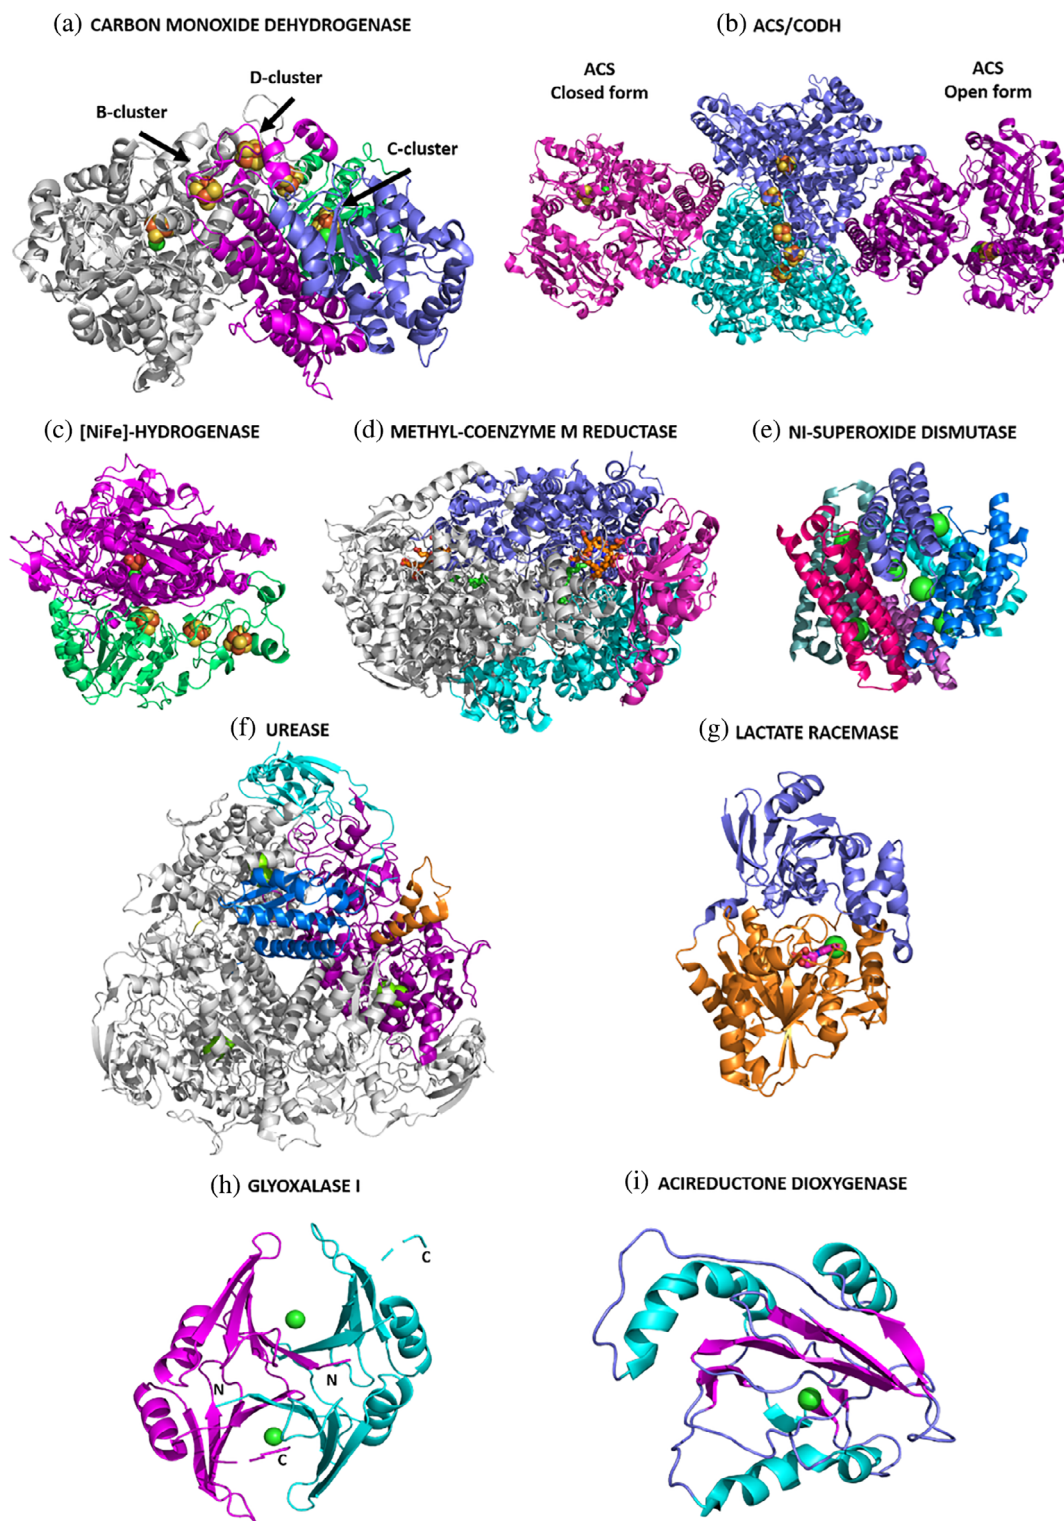 (a) CARBON MONOXIDE DEHYDROGENASE
D-cluster
B-cluster
C-cluster
(b) ACS/CODH
ACS
Closed form
ACS
Open form
(c) [NiFe]-HYDROGENASE
(d) METHYL-COENZYME M REDUCTASE
(e) NI-SUPEROXIDE DISMUTASE
(f) UREASE
(g) LACTATE RACEMASE
(h) GLYOXALASE I
C
N
N
C
(i) ACIREDUCTONE DIOXYGENASE